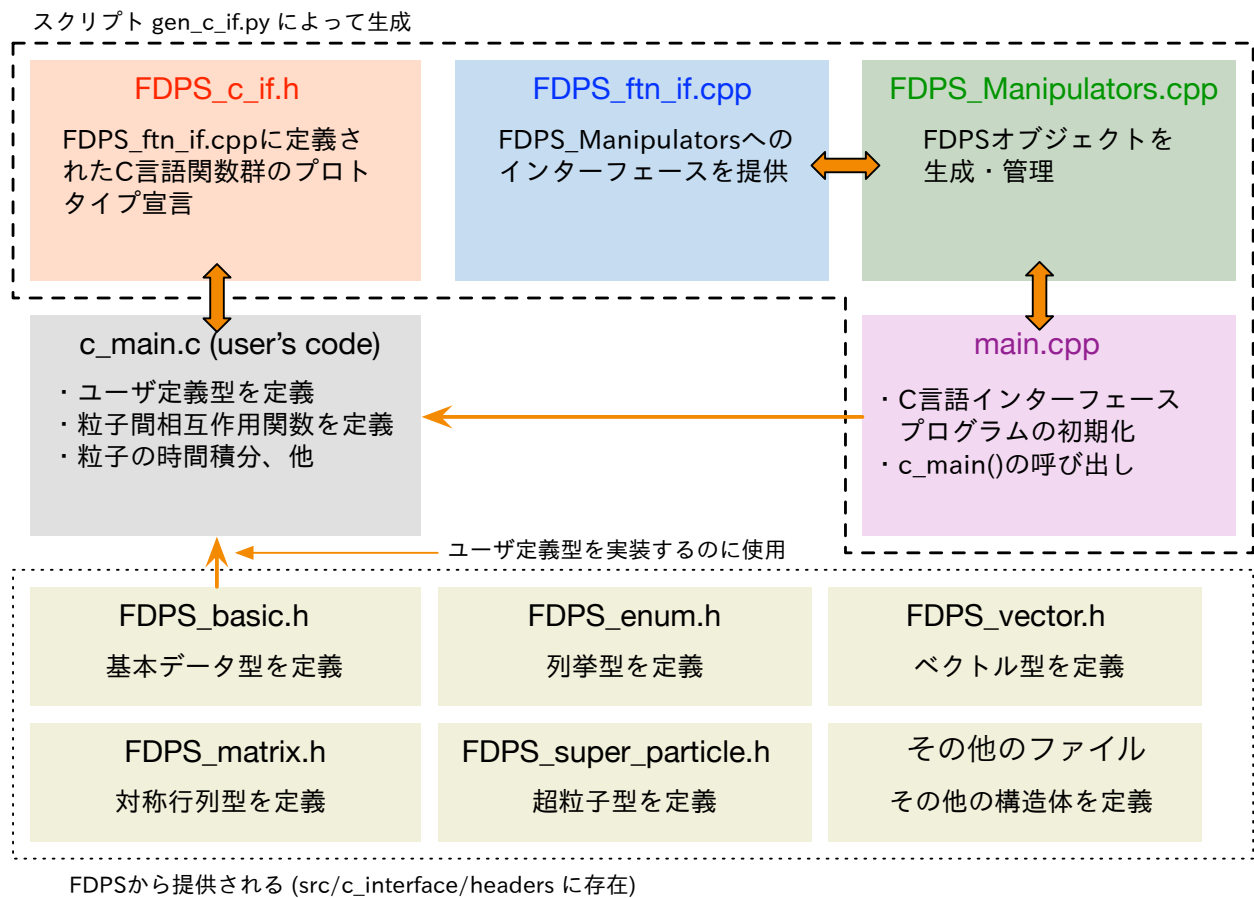 スクリプト gen_c_if.py によって生成
FDPS_c_if.h
FDPS_ftn_if.cppに定義さ
れたC言語関数群のプロト
タイプ宣言
FDPS_ftn_if.cpp
FDPS_Manipulatorsへの
インターフェースを提供
FDPS_Manipulators.cpp
FDPSオブジェクトを
生成・管理
c_main.c (user's code)
・ユーザ定義型を定義
・粒子間相互作用関数を定義
・粒子の時間積分、他
main.cpp
・C言語インターフェース
プログラムの初期化
・c_main()の呼び出し
ユーザ定義型を実装するのに使用
FDPS_basic.h
基本データ型を定義
FDPS_enum.h
列挙型を定義
FDPS_vector.h
ベクトル型を定義
FDPS_matrix.h
対称行列型を定義
FDPS_super_particle.h
超粒子型を定義
その他のファイル
その他の構造体を定義
FDPSから提供される (src/c_interface/headers に存在)